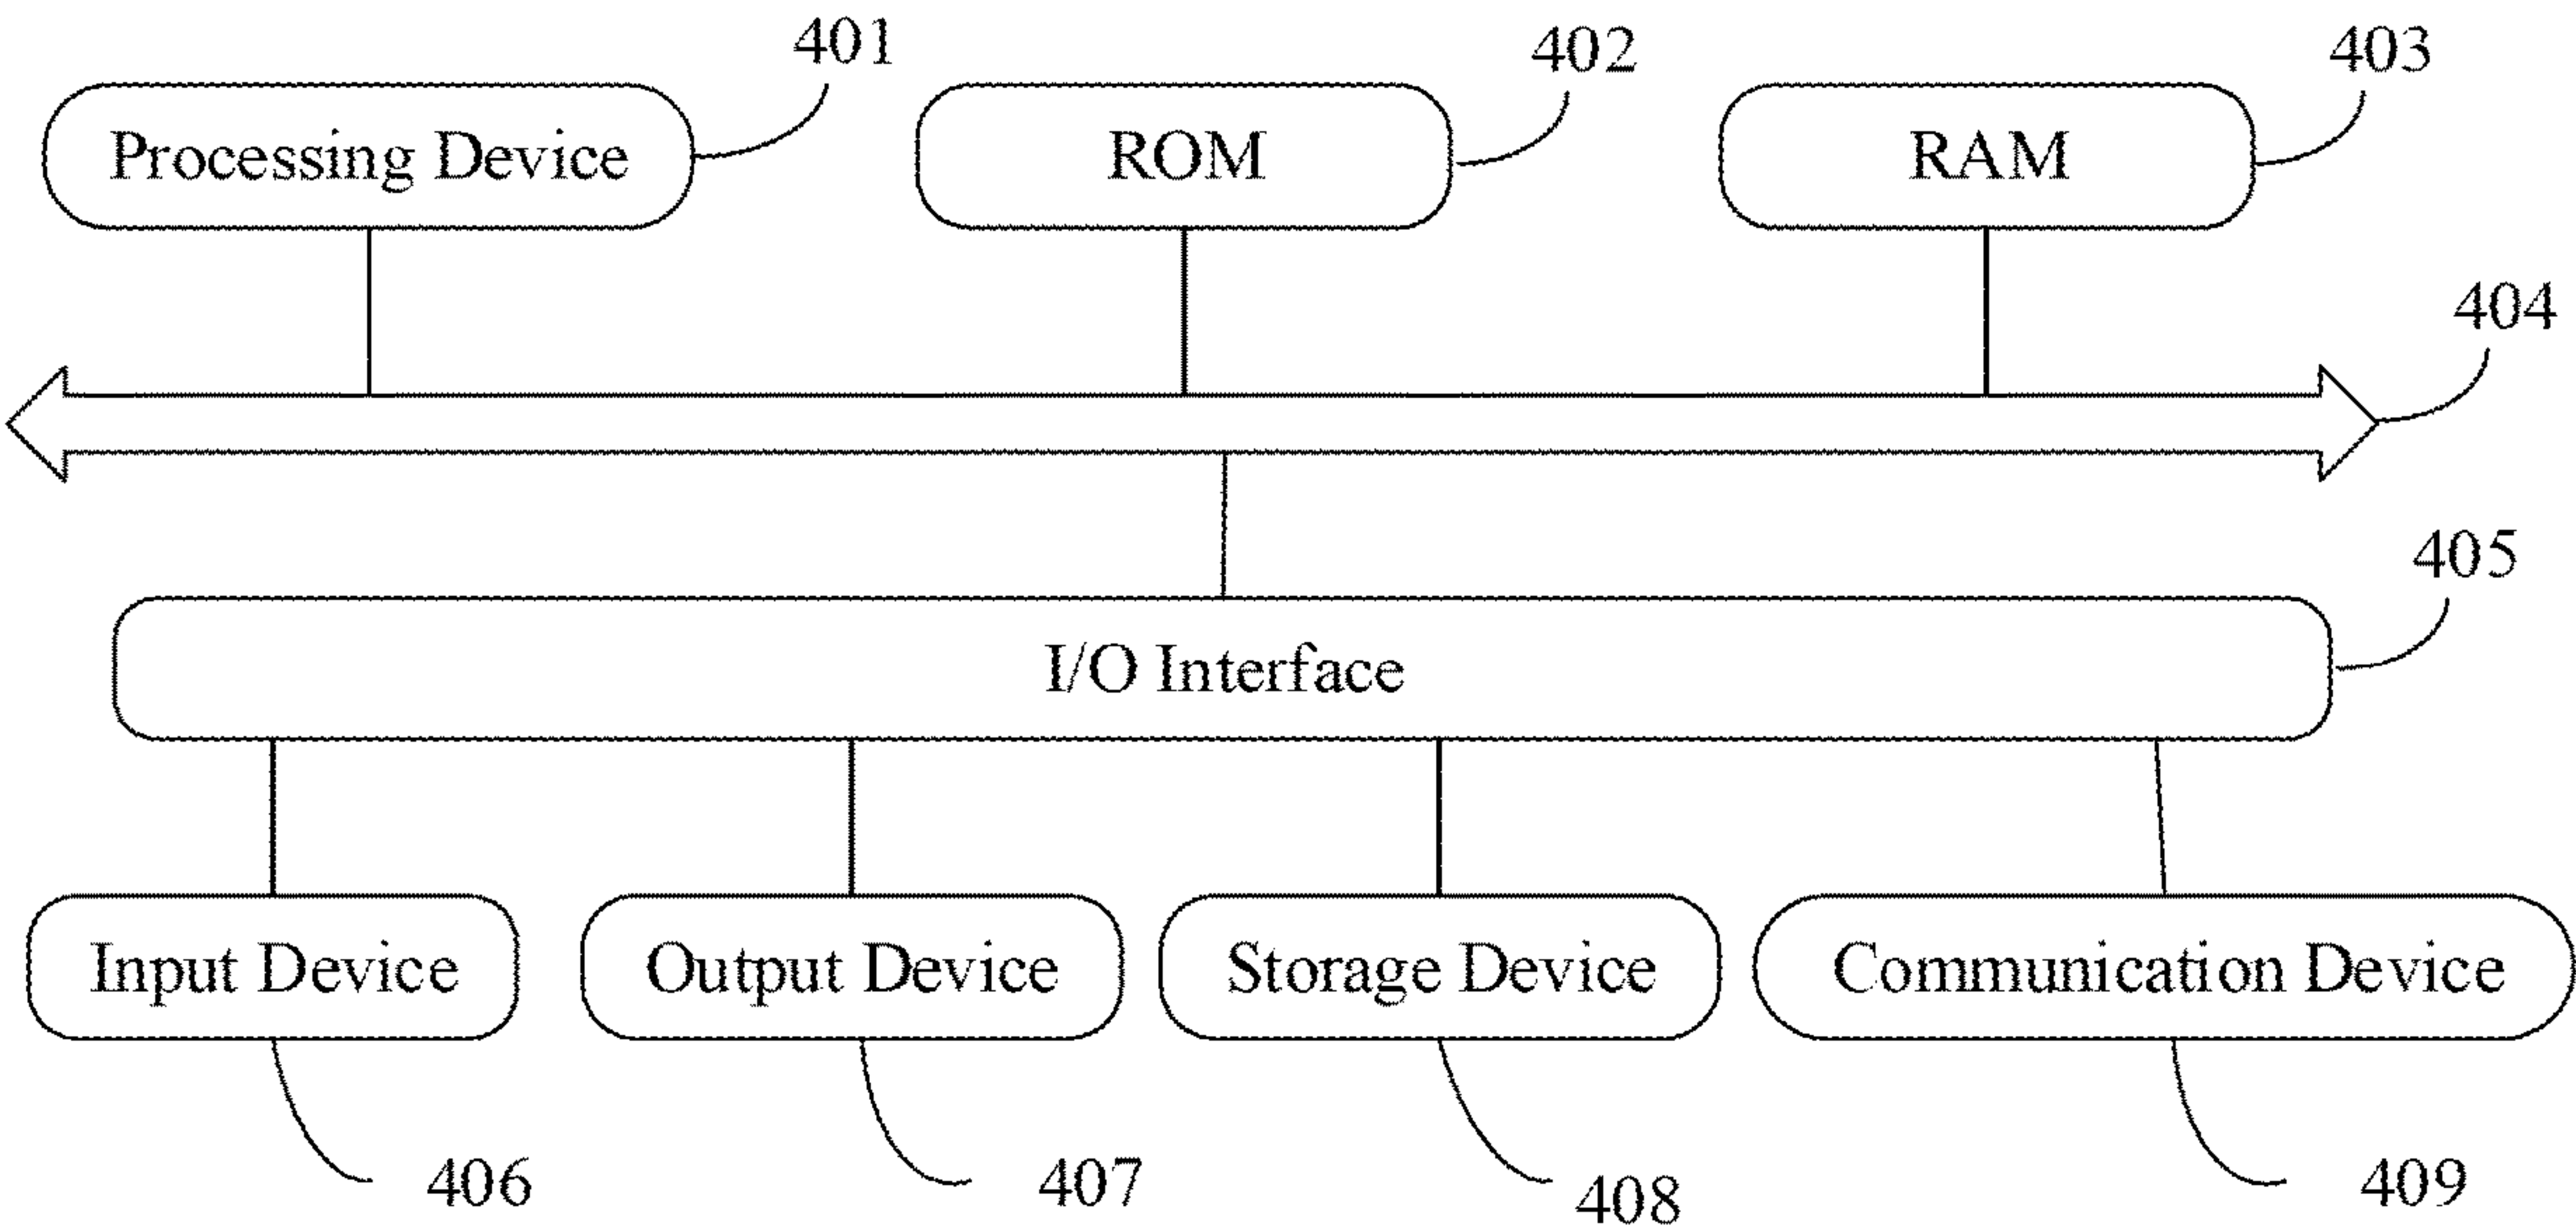 401
402
403
Processing Device
ROM
RAM
404
405
I/O Interface
Input Device
Output Device
Storage Device
Communication Device
406
407
408
409